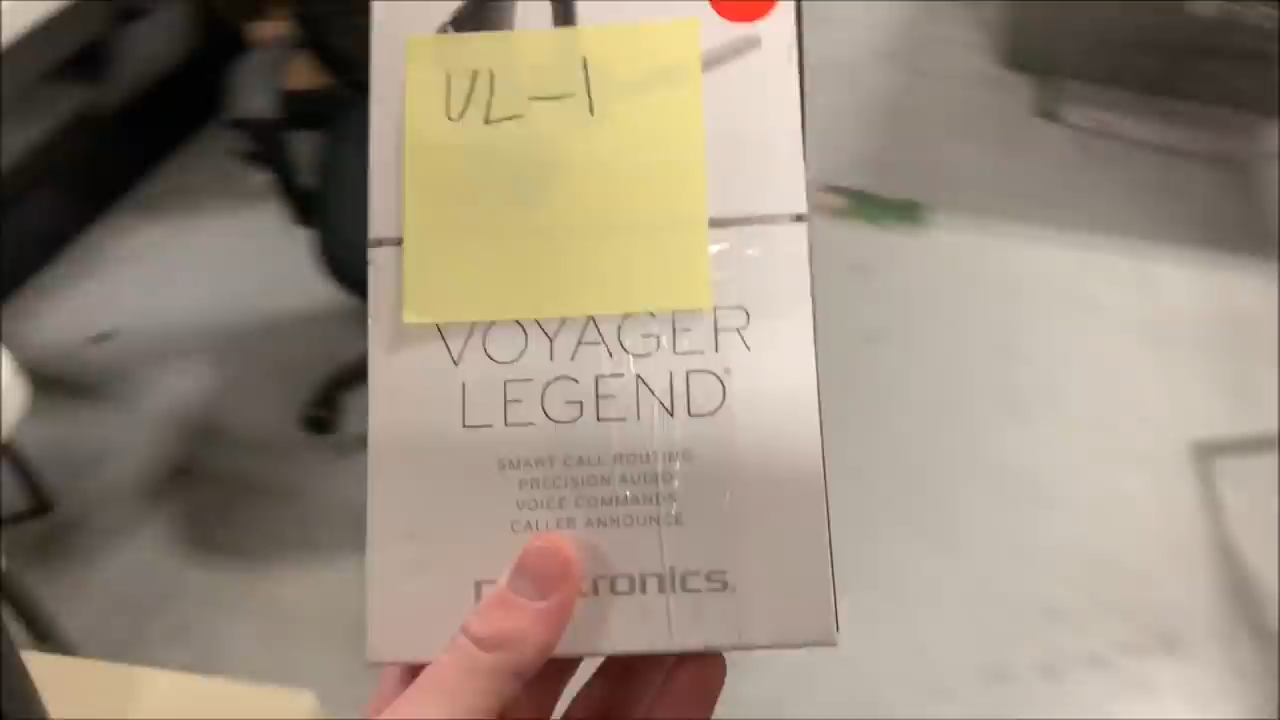 VL-1
VOYAGER
LEGEND
SMART CALL ROUTING
PRECISION AUDIO
VOICE COMMANDS
CALLER ANNOUNCE